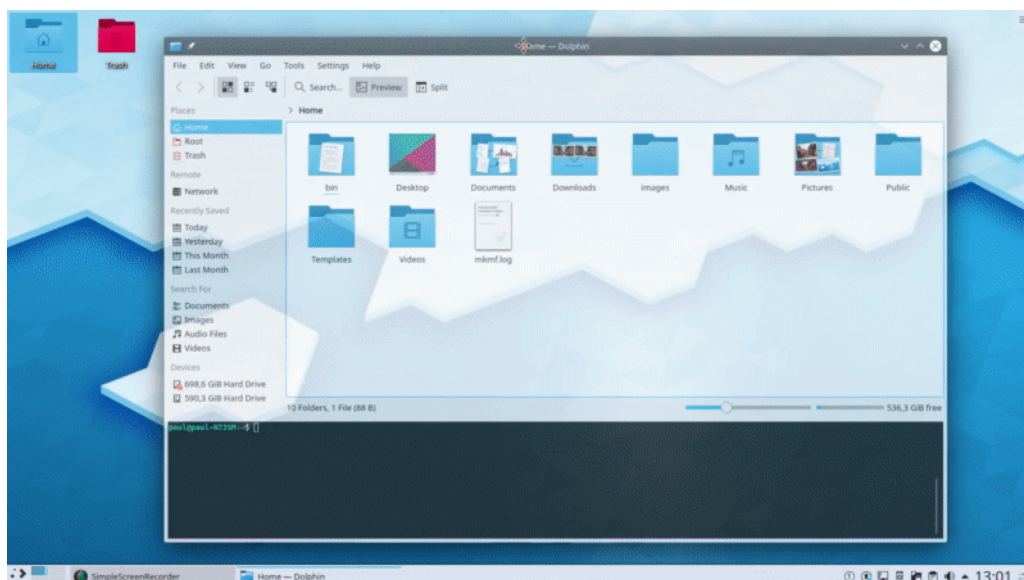 Home
Trash
Home — Dolphin
File Edit View Go Tools Settings Help
Search... Preview Split
Places
Home
Root
Trash
Remote
Network
Recently Saved
Today
Yesterday
This Month
Last Month
Search For
Documents
Images
Audio Files
Videos
Devices
698,6 GiB Hard Drive
590,3 GiB Hard Drive
Home
bin Desktop Documents Downloads images Music Pictures Public
Templates Videos mkmf.log
10 Folders, 1 File (88 B)
536,3 GiB free
paul@paul-N73SM:~$
SimpleScreenRecorder
Home — Dolphin
13:01